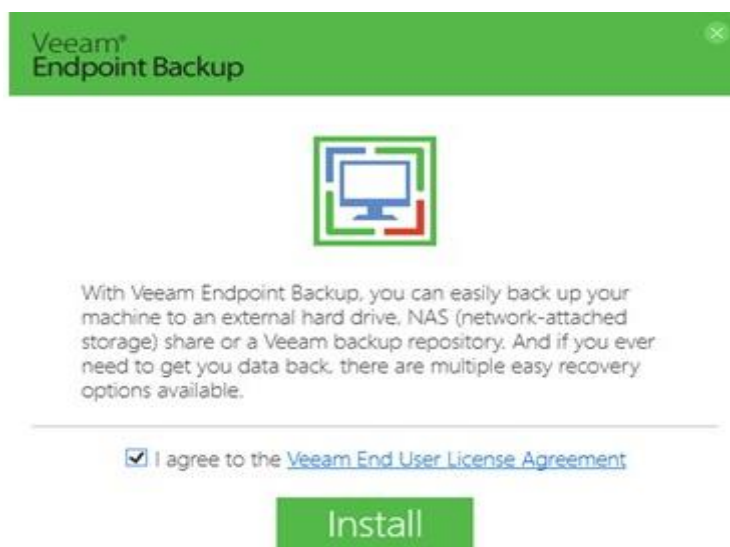 Veeam®
Endpoint Backup
With Veeam Endpoint Backup, you can easily back up your
machine to an external hard drive, NAS (network-attached
storage) share or a Veeam backup repository. And if you ever
need to get you data back, there are multiple easy recovery
options available.
I agree to the Veeam End User License Agreement
Install